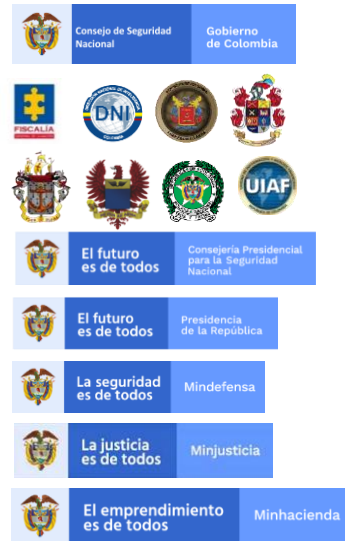 Consejo de Seguridad
Nacional
Gobierno
de Colombia
FISCALÍA
DNI
COLOMBIA
UIAF
El futuro
es de todos
Consejería Presidencial
para la Seguridad
Nacional
El futuro
es de todos
Presidencia
de la República
La seguridad
es de todos
Mindefensa
La justicia
es de todos
Minjusticia
El emprendimiento
es de todos
Minhacienda